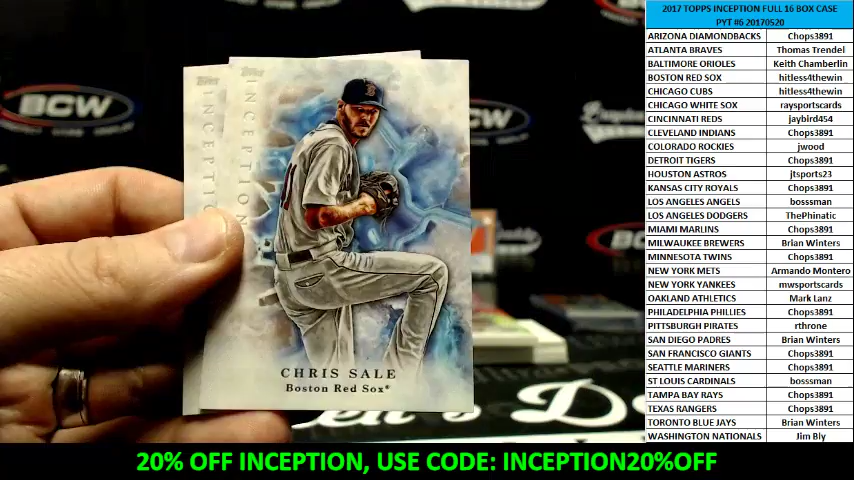 2017 TOPPS INCEPTION FULL 16 BOX CASE
PYT #6 20170520
ARIZONA DIAMONDBACKS Chops3891
ATLANTA BRAVES Thomas Trendel
BALTIMORE ORIOLES Keith Chamberlin
BOSTON RED SOX hitless4thewin
CHICAGO CUBS hitless4thewin
CHICAGO WHITE SOX raysportscards
CINCINNATI REDS jaybird454
CLEVELAND INDIANS Chops3891
COLORADO ROCKIES jwood
DETROIT TIGERS Chops3891
HOUSTON ASTROS jtsports23
KANSAS CITY ROYALS Chops3891
LOS ANGELES ANGELS bosssman
LOS ANGELES DODGERS ThePhinatic
MIAMI MARLINS Chops3891
MILWAUKEE BREWERS Brian Winters
MINNESOTA TWINS Chops3891
NEW YORK METS Armando Montero
NEW YORK YANKEES mwsportscards
OAKLAND ATHLETICS Mark Lanz
PHILADELPHIA PHILLIES Chops3891
PITTSBURGH PIRATES rthrone
SAN DIEGO PADRES Brian Winters
SAN FRANCISCO GIANTS Chops3891
SEATTLE MARINERS Chops3891
ST LOUIS CARDINALS bosssman
TAMPA BAY RAYS Chops3891
TEXAS RANGERS Chops3891
TORONTO BLUE JAYS Brian Winters
WASHINGTON NATIONALS Jim Bly
BCW
BCW
Topps
Topps
INCEPTION
INCEPTION
B
CHRIS SALE
Boston Red Sox
20% OFF INCEPTION, USE CODE: INCEPTION20%OFF